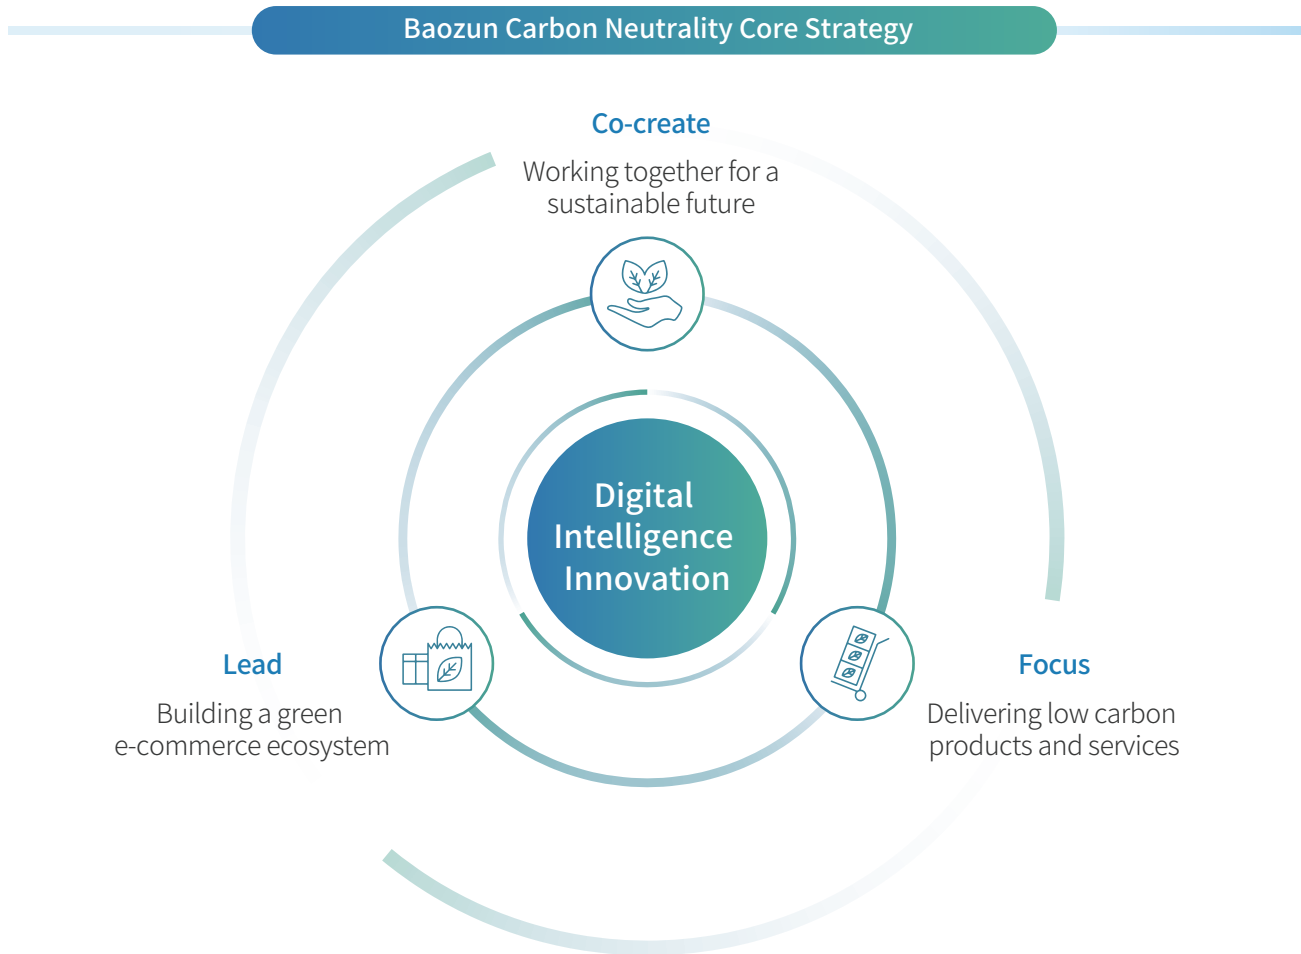 Baozun Carbon Neutrality Core Strategy
Co-create
Working together for a
sustainable future
Digital
Intelligence
Innovation
Lead
Building a green
e-commerce ecosystem
Focus
Delivering low carbon
products and services